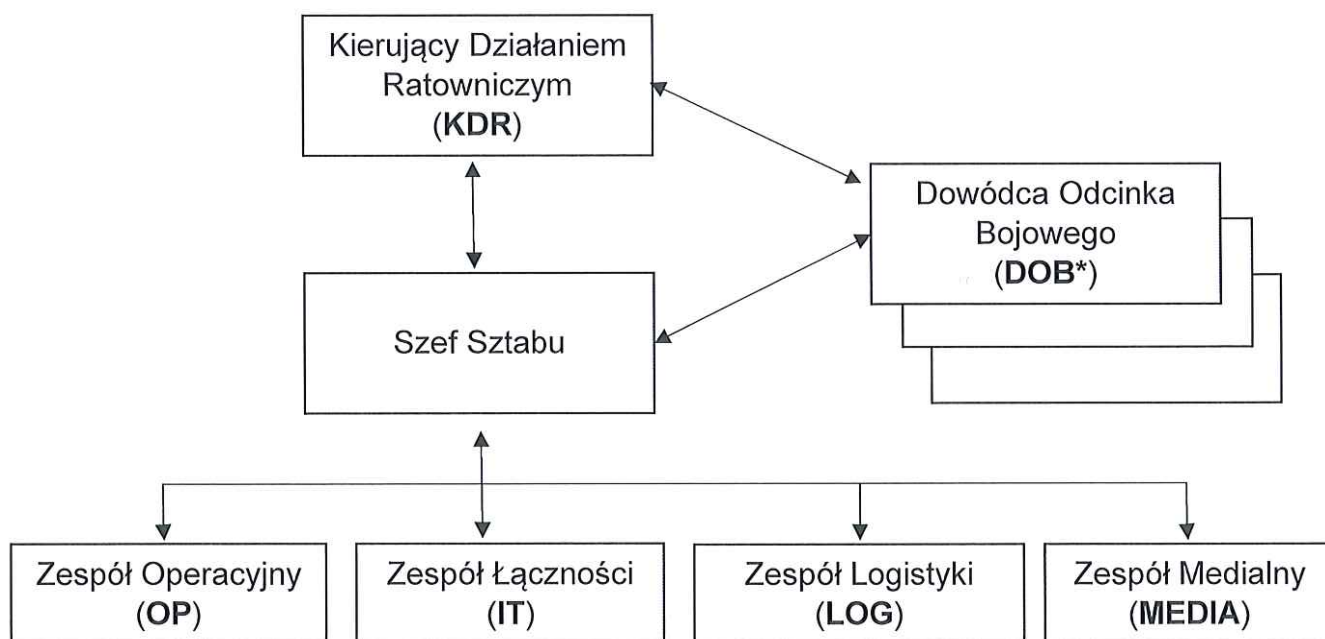 Kierujący Działaniem
Ratowniczym
(KDR)
Dowódca Odcinka
Bojowego
(DOB*)
Szef Sztabu
Zespół Operacyjny
(OP)
Zespół Łączności
(IT)
Zespół Logistyki
(LOG)
Zespół Medialny
(MEDIA)